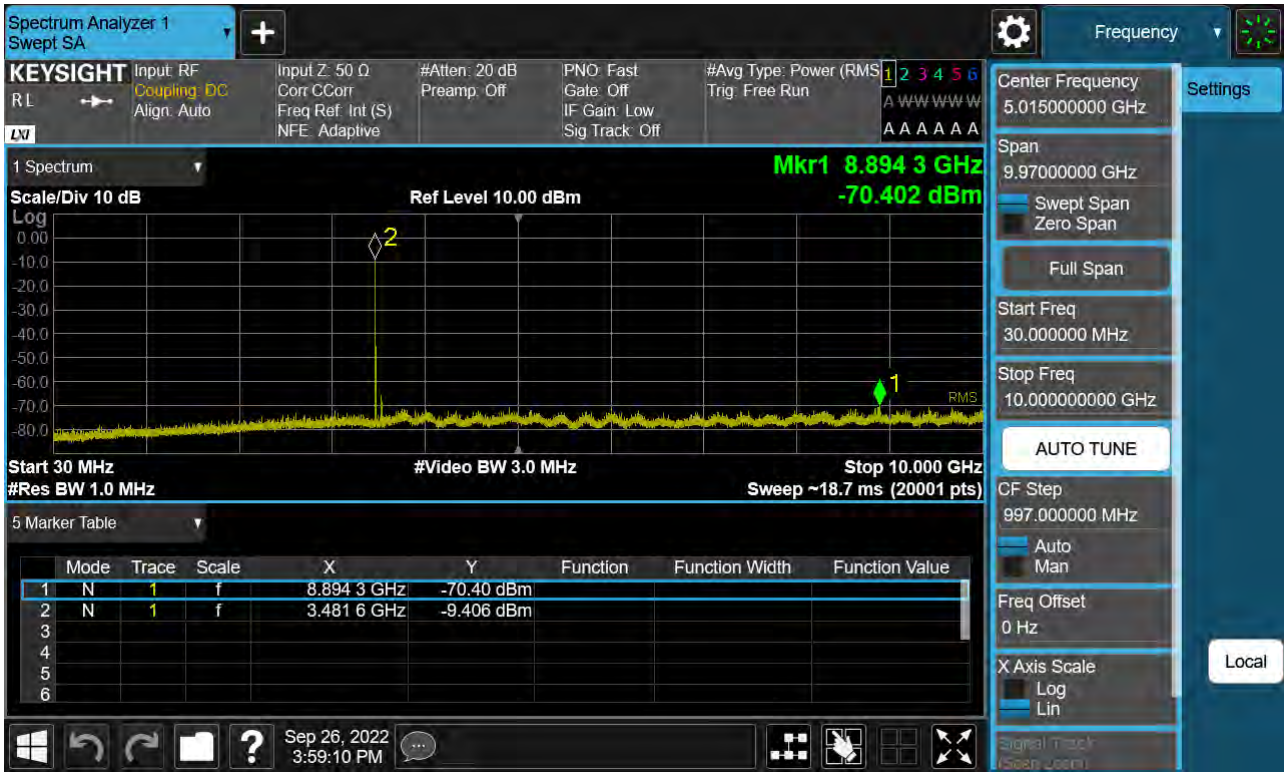 Spectrum Analyzer 1
Swept SA
+
Frequency
KEYSIGHT
RL
LXI
Input: RF
Coupling: DC
Align: Auto
Input Z: 50 Ω
Corr CCorr
Freq Ref: Int (S)
NFE: Adaptive
#Atten: 20 dB
Preamp: Off
PNO: Fast
Gate: Off
IF Gain: Low
Sig Track: Off
#Avg Type: Power (RMS
Trig: Free Run
1 2 3 4 5 6
A W W W W W
A A A A A A
1 Spectrum
Mkr1 8.894 3 GHz
Scale/Div 10 dB
Ref Level 10.00 dBm
-70.402 dBm
Log
0.00
-10.0
-20.0
-30.0
-40.0
-50.0
-60.0
-70.0
-80.0
2
1
RMS
Start 30 MHz
#Video BW 3.0 MHz
Stop 10.000 GHz
#Res BW 1.0 MHz
Sweep ~18.7 ms (20001 pts)
5 Marker Table
Mode Trace Scale X Y Function Function Width Function Value
1 N 1 f 8.894 3 GHz -70.40 dBm
2 N 1 f 3.481 6 GHz -9.406 dBm
3
4
5
6
Sep 26, 2022
3:59:10 PM
?
Center Frequency
5.015000000 GHz
Span
9.97000000 GHz
Swept Span
Zero Span
Full Span
Start Freq
30.000000 MHz
Stop Freq
10.000000000 GHz
AUTO TUNE
CF Step
997.000000 MHz
Auto
Man
Freq Offset
0 Hz
X Axis Scale
Log
Lin
Signal Track
(Span Zoom)
Settings
Local